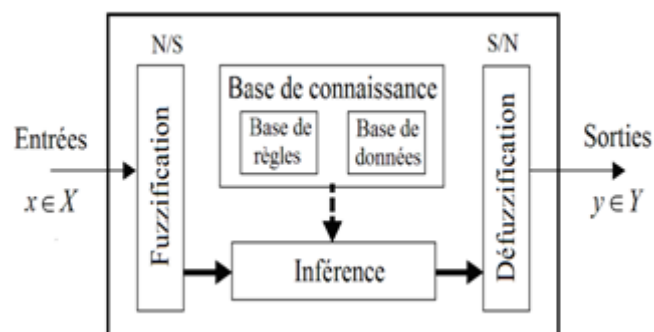 N/S
S/N
Entrées
x ∈ X
Fuzzification
Base de connaissance
Base de
règles
Base de
données
Inférence
Défuzzification
Sorties
y ∈ Y